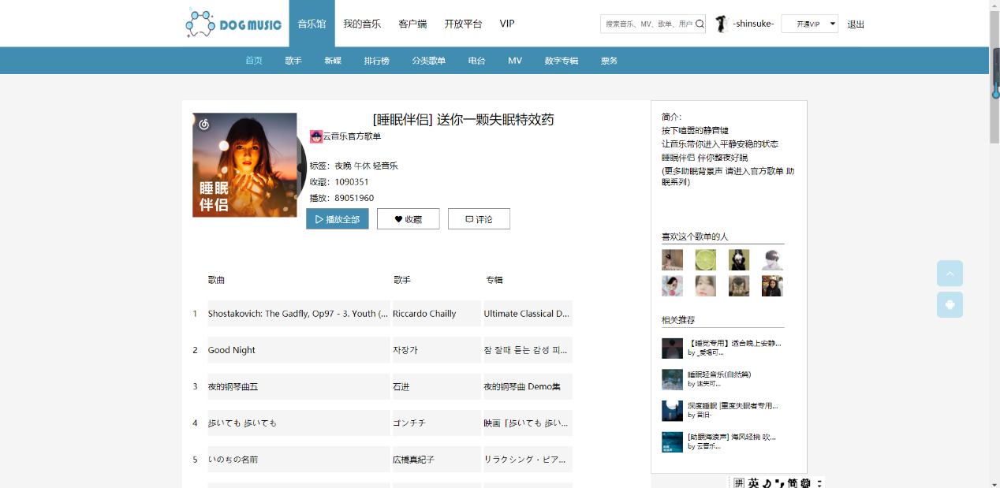 DOG MUSIC 音乐馆 我的音乐 客户端 开放平台 VIP 搜索音乐、MV、歌单、用户 -shinsuke- 开通VIP 退出
首页 歌手 新碟 排行榜 分类歌单 电台 MV 数字专辑 票务
[睡眠伴侣] 送你一颗失眠特效药
云音乐官方歌单
标签：夜晚 午休 轻音乐
收藏：1090351
播放：89051960
播放全部 收藏 评论
睡眠
伴侣
歌曲 歌手 专辑
1 Shostakovich: The Gadfly, Op97 - 3. Youth (... Riccardo Chailly Ultimate Classical D...
2 Good Night 자장가 잠 잘때 듣는 감성 피...
3 夜的钢琴曲五 石进 夜的钢琴曲 Demo集
4 歩いても 歩いても ゴンチチ 映画「歩いても 歩い...
5 いのちの名前 広橋真紀子 リラクシング・ピア...
简介：
按下喧嚣的静音键
让音乐带你进入平静安稳的状态
睡眠伴侣 伴你整夜好眠
(更多助眠背景声 请进入官方歌单 助
眠系列)
喜欢这个歌单的人
相关推荐
【睡觉专用】适合晚上安静...
by _爱喝可...
睡眠轻音乐(自然篇)
by 迷失可...
深度睡眠 |重度失眠者专用...
by 音旧-
[助眠海浪声] 海风轻拂 吹...
by 云音乐...
拼 英 简